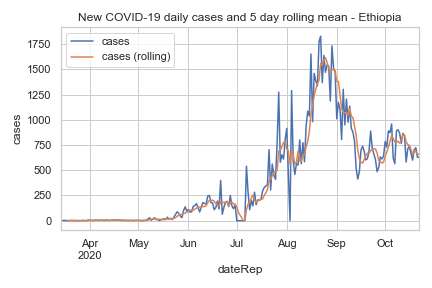 New COVID-19 daily cases and 5 day rolling mean - Ethiopia
cases
cases (rolling)
cases
1750
1500
1250
1000
750
500
250
0
Apr
2020
May
Jun
Jul
Aug
Sep
Oct
dateRep